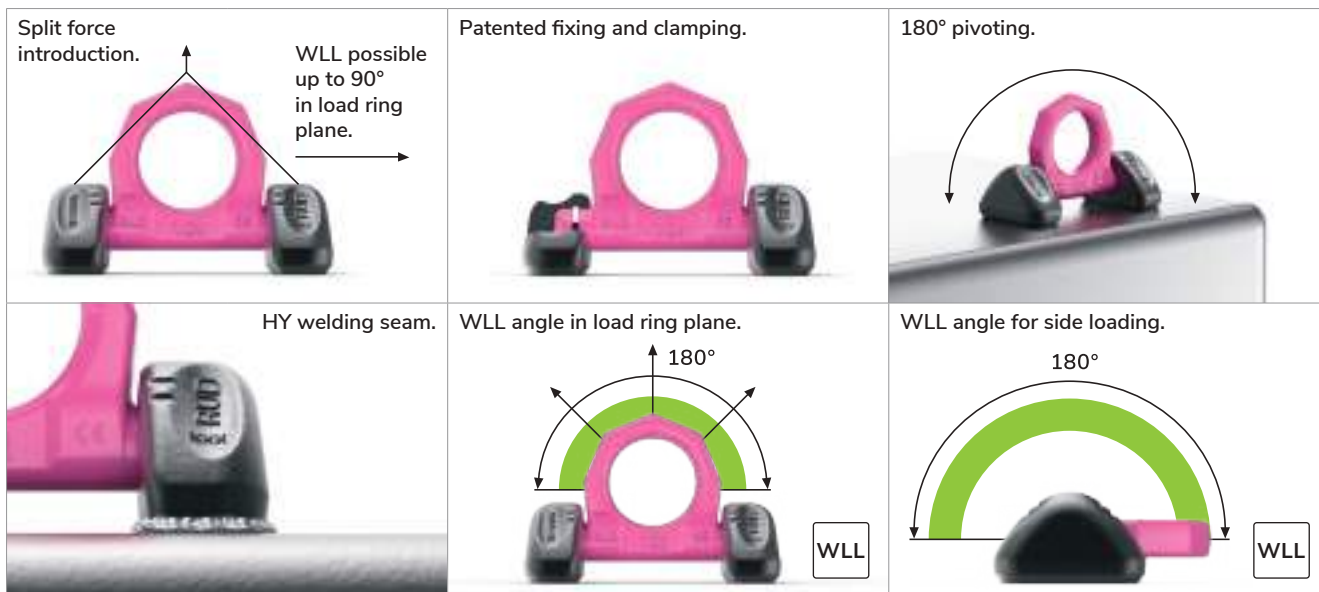 Split force
introduction.
WLL possible
up to 90°
in load ring
plane.
Patented fixing and clamping.
180° pivoting.
HY welding seam.
RUD
WLL angle in load ring plane.
180°
WLL
WLL angle for side loading.
180°
WLL